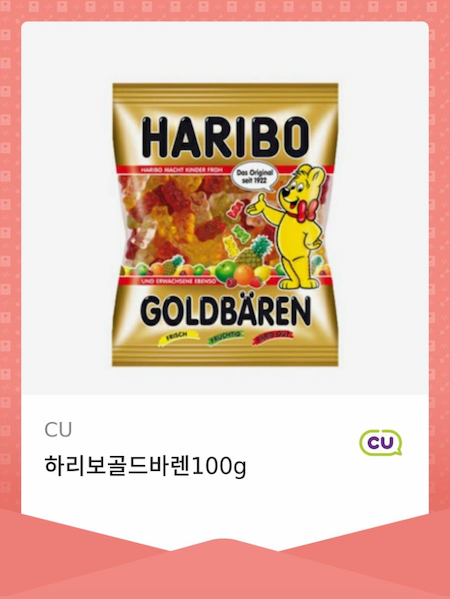 HARIBO
HARIBO MACHT KINDER FROH
Das Original
seit 1922
UND ERWACHSENE EBENSO
GOLDBÄREN
FRISCH
FRUCHTIG
CU
CU
하리보골드바렌100g